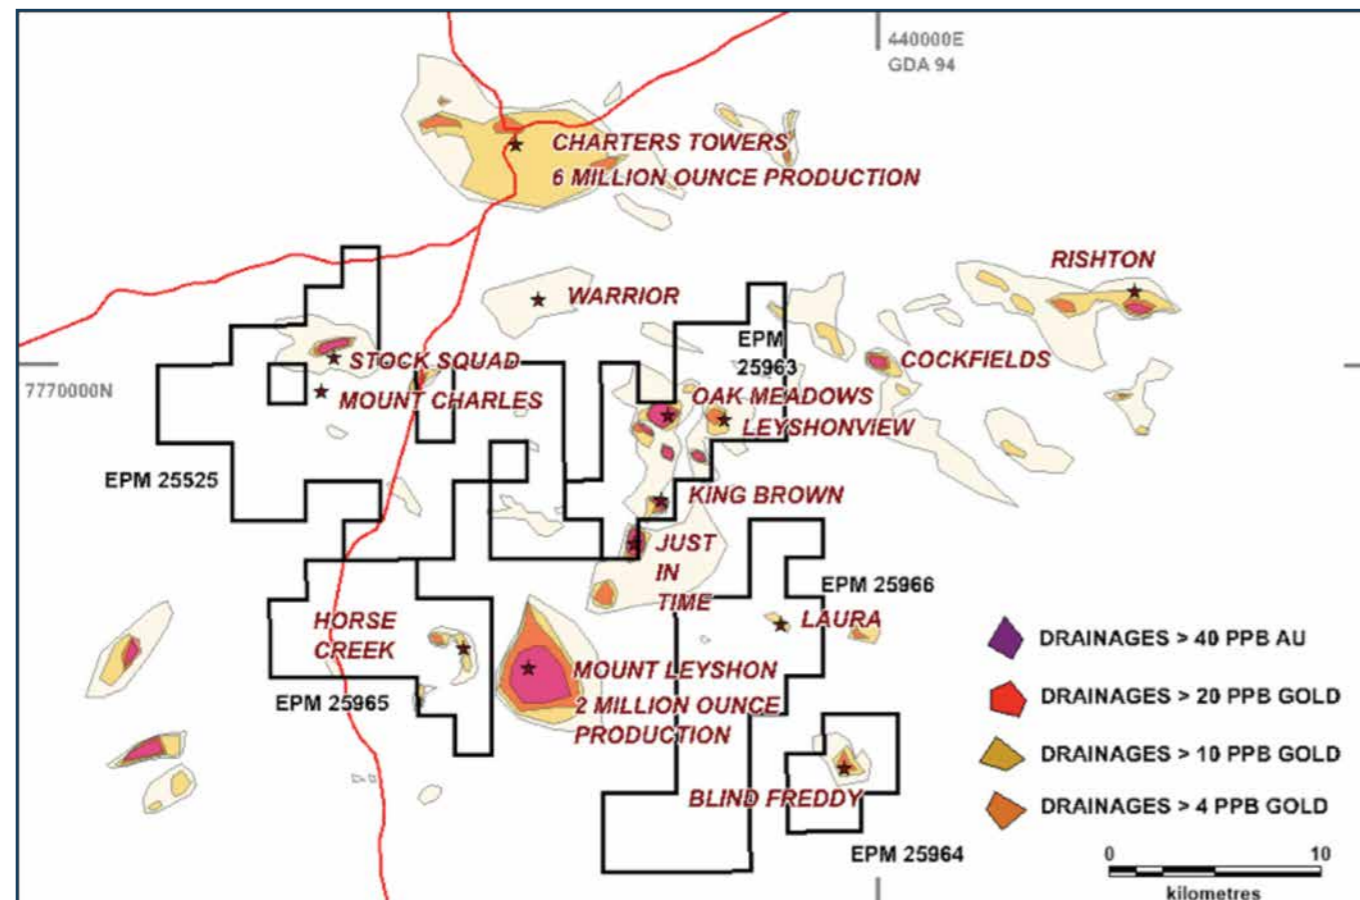 440000E
GDA 94
CHARTERS TOWERS
6 MILLION OUNCE PRODUCTION
RISHTON
WARRIOR
EPM
25963
STOCK SQUAD
COCKFIELDS
7770000N
MOUNT CHARLES
OAK MEADOWS
LEYSHONVIEW
EPM 25525
KING BROWN
JUST
IN
TIME
EPM 25966
HORSE
CREEK
LAURA
DRAINAGES > 40 PPB AU
MOUNT LEYSHON
2 MILLION OUNCE
PRODUCTION
EPM 25965
DRAINAGES > 20 PPB GOLD
DRAINAGES > 10 PPB GOLD
BLIND FREDDY
DRAINAGES > 4 PPB GOLD
EPM 25964
0 10
kilometres